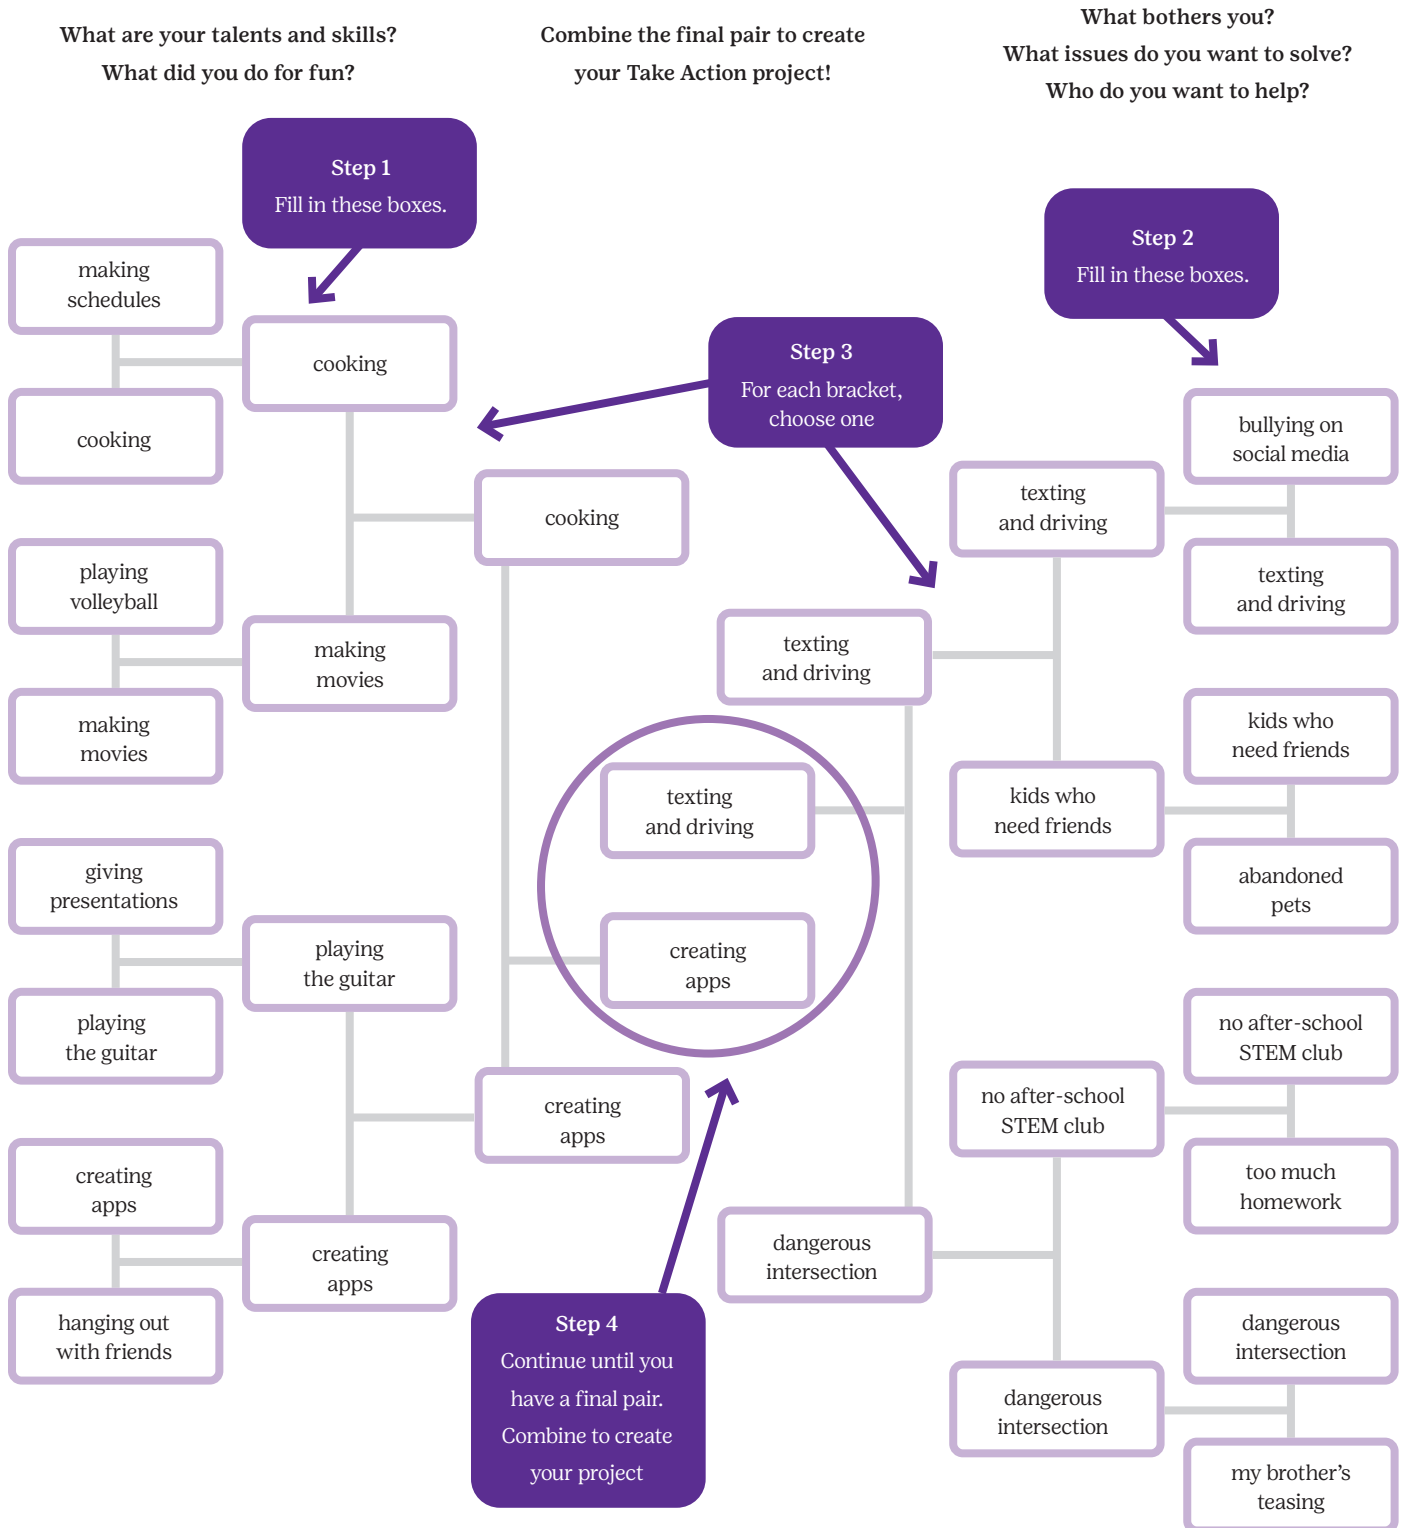 What are your talents and skills?
What did you do for fun?
Combine the final pair to create
your Take Action project!
What bothers you?
What issues do you want to solve?
Who do you want to help?
Step 1
Fill in these boxes.
Step 2
Fill in these boxes.
Step 3
For each bracket,
choose one
making
schedules
cooking
cooking
playing
volleyball
making
movies
making
movies
cooking
giving
presentations
playing
the guitar
playing
the guitar
creating
apps
hanging out
with friends
creating
apps
creating
apps
texting
and driving
creating
apps
texting
and driving
dangerous
intersection
texting
and driving
bullying on
social media
texting
and driving
kids who
need friends
kids who
need friends
abandoned
pets
no after-school
STEM club
no after-school
STEM club
too much
homework
dangerous
intersection
dangerous
intersection
my brother’s
teasing
Step 4
Continue until you
have a final pair.
Combine to create
your project